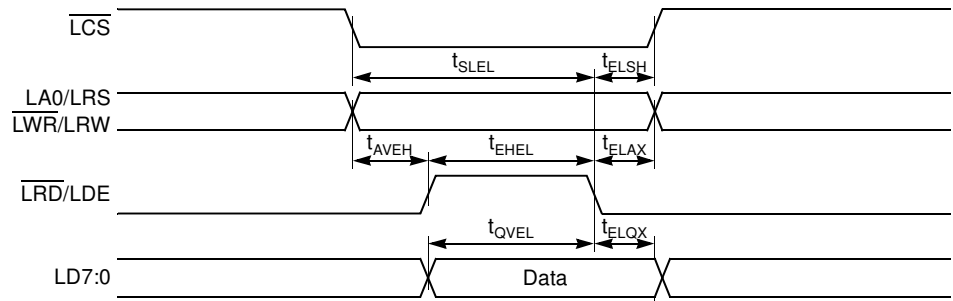 LCS
tSLEL tELSH
LA0/LRS
LWR/LRW
tAVEH tEHEL tELAX
LRD/LDE
tQVEL tELQX
LD7:0 Data